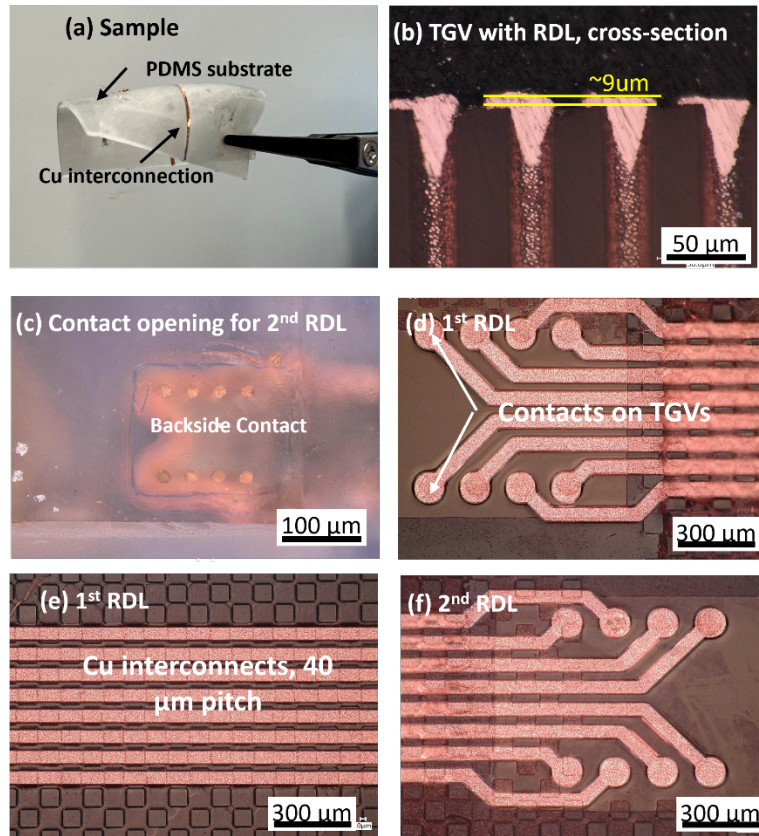 (a) Sample
PDMS substrate
Cu interconnection
(b) TGV with RDL, cross-section
~9um
50 μm
(c) Contact opening for 2nd RDL
Backside Contact
100 μm
(d) 1st RDL
Contacts on TGVs
300 μm
(e) 1st RDL
Cu interconnects, 40
μm pitch
300 μm
(f) 2nd RDL
300 μm